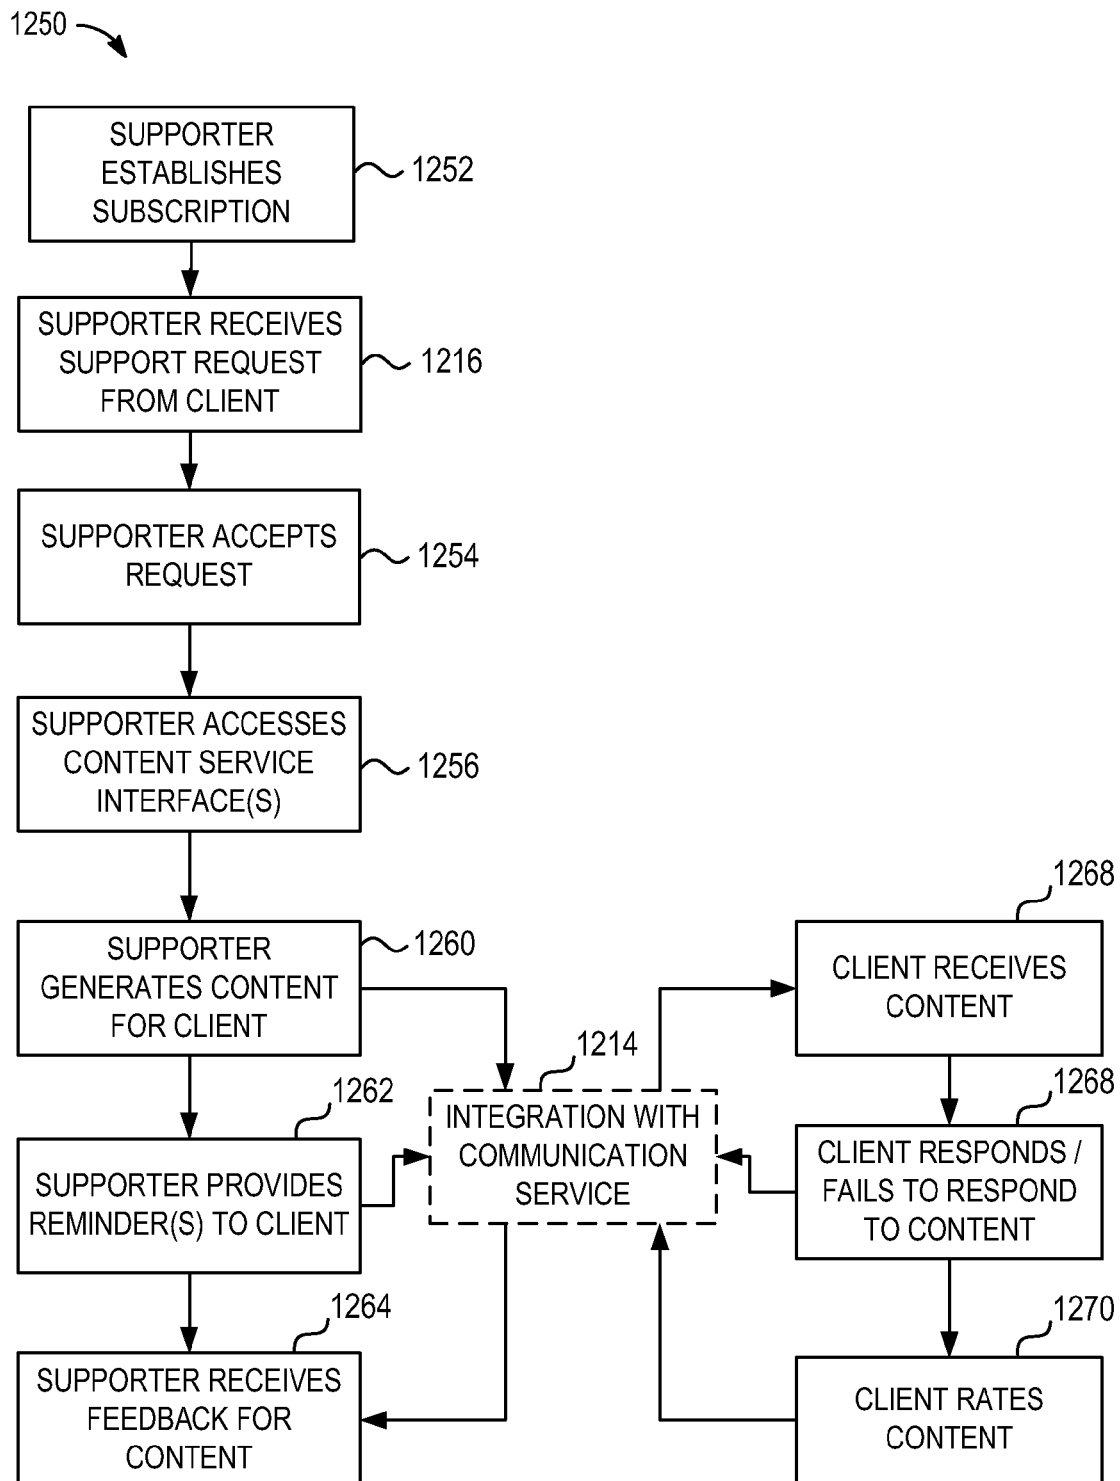 1250
SUPPORTER
ESTABLISHES
SUBSCRIPTION
1252
SUPPORTER RECEIVES
SUPPORT REQUEST
FROM CLIENT
1216
SUPPORTER ACCEPTS
REQUEST
1254
SUPPORTER ACCESSES
CONTENT SERVICE
INTERFACE(S)
1256
SUPPORTER
GENERATES CONTENT
FOR CLIENT
1260
1262
SUPPORTER PROVIDES
REMINDER(S) TO CLIENT
1264
SUPPORTER RECEIVES
FEEDBACK FOR
CONTENT
1214
INTEGRATION WITH
COMMUNICATION
SERVICE
1268
CLIENT RECEIVES
CONTENT
1268
CLIENT RESPONDS /
FAILS TO RESPOND
TO CONTENT
1270
CLIENT RATES
CONTENT